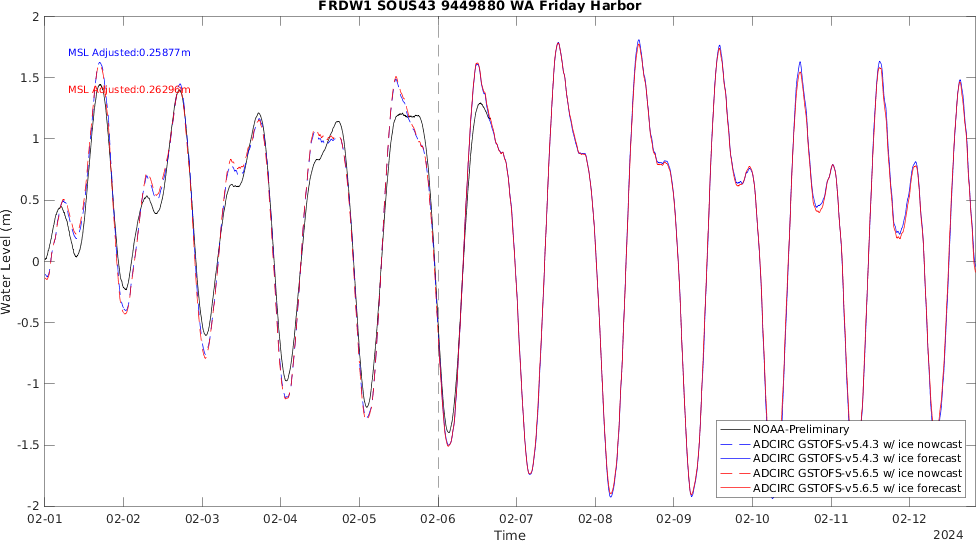 FRDW1 SOUS43 9449880 WA Friday Harbor
2
1.5
1
0.5
0
-0.5
-1
-1.5
-2
Water Level (m)
MSL Adjusted:0.25877m
MSL Adjusted:0.26296m
NOAA-Preliminary
ADCIRC GSTOFS-v5.4.3 w/ ice nowcast
ADCIRC GSTOFS-v5.4.3 w/ ice forecast
ADCIRC GSTOFS-v5.6.5 w/ ice nowcast
ADCIRC GSTOFS-v5.6.5 w/ ice forecast
02-01 02-02 02-03 02-04 02-05 02-06 02-07 02-08 02-09 02-10 02-11 02-12
Time
2024